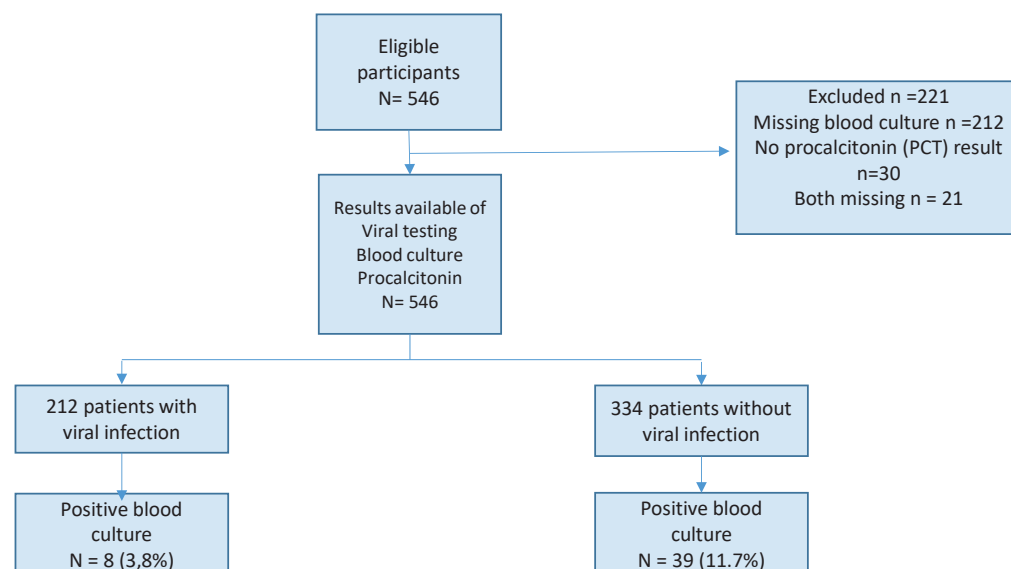 Eligible
participants
N= 546
Excluded n =221
Missing blood culture n =212
No procalcitonin (PCT) result
n=30
Both missing n = 21
Results available of
Viral testing
Blood culture
Procalcitonin
N= 546
212 patients with
viral infection
334 patients without
viral infection
Positive blood
culture
N = 8 (3,8%)
Positive blood
culture
N = 39 (11.7%)